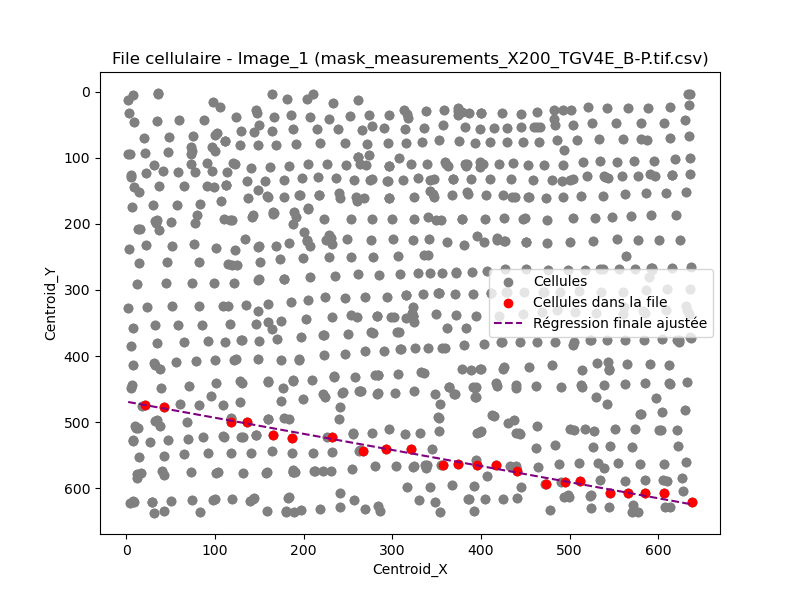 File cellulaire - Image_1 (mask_measurements_X200_TGV4E_B-P.tif.csv)
Centroid_Y
0
100
200
300
400
500
600
Cellules
Cellules dans la file
Régression finale ajustée
0 100 200 300 400 500 600
Centroid_X